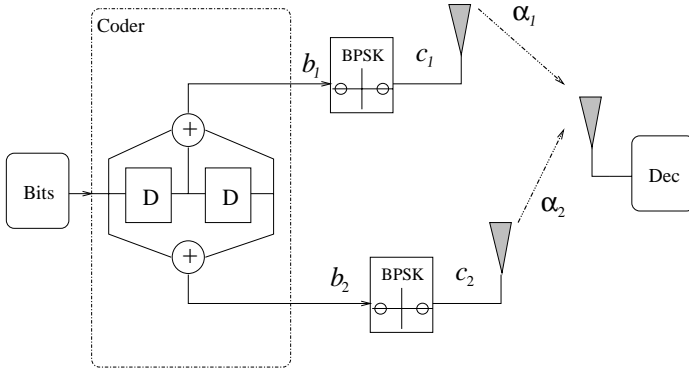 Coder
b1
BPSK
c1
α1
+
Bits
D
D
Dec
+
α2
b2
BPSK
c2